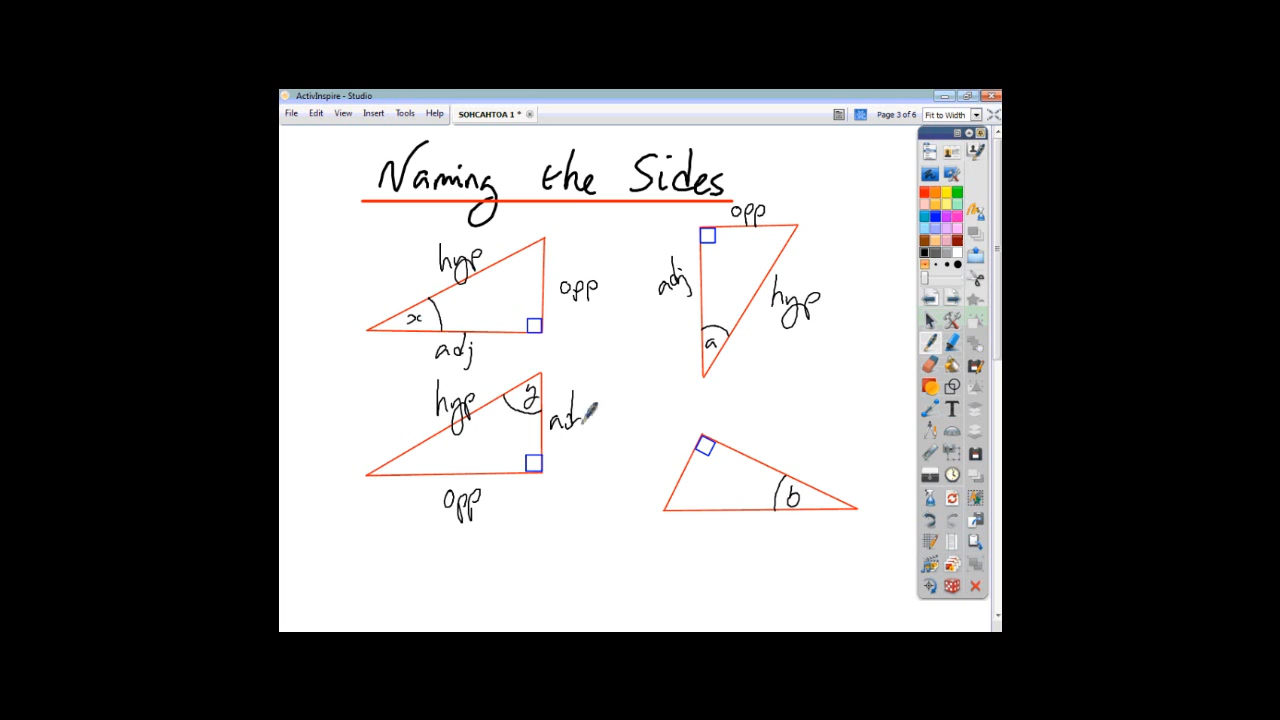 ActivInspire - Studio
File Edit View Insert Tools Help SOHCAHTOA 1 * Page 3 of 6 Fit to Width
Naming the Sides
opp
hyp
adj
opp
hyp
x
a
adj
hyp
y
adj
b
opp